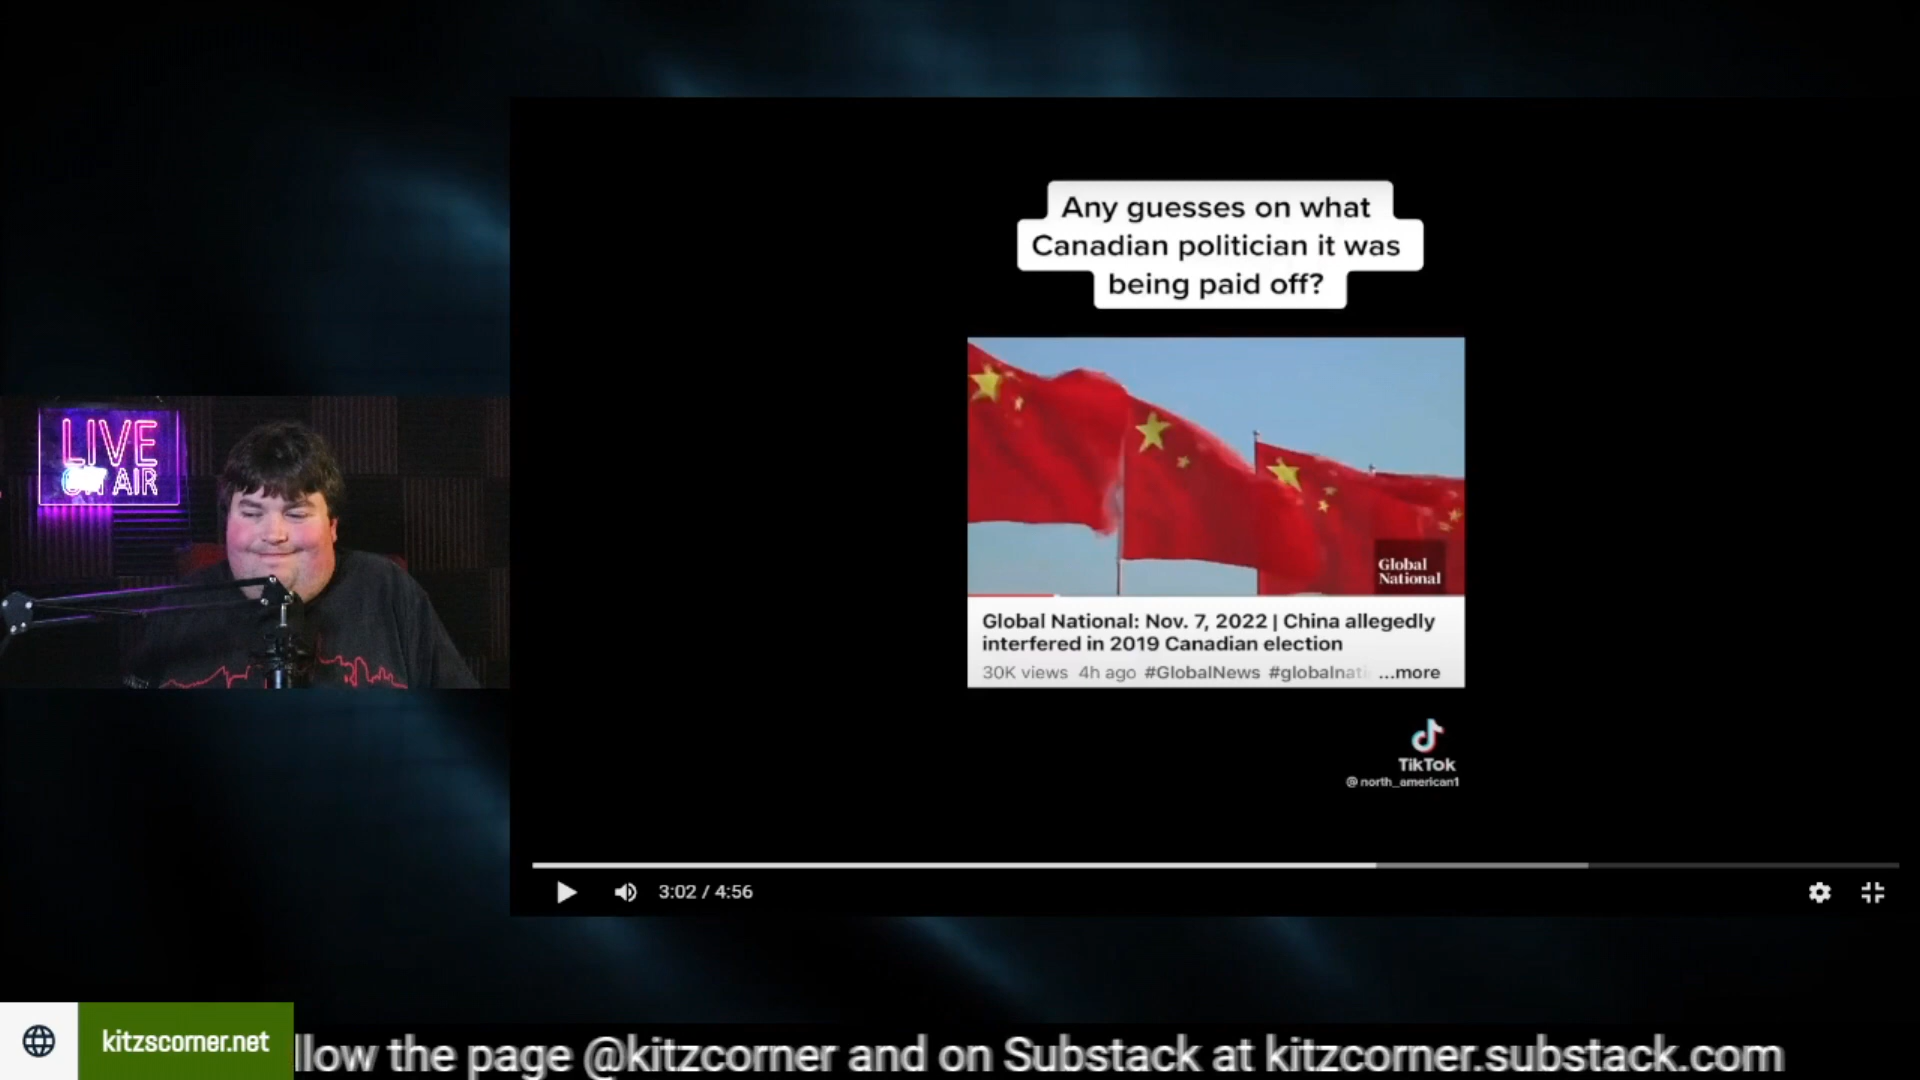 Any guesses on what
Canadian politician it was
being paid off?
LIVE
ON AIR
Global
National
Global National: Nov. 7, 2022 | China allegedly
interfered in 2019 Canadian election
30K views 4h ago #GlobalNews #globalnati ...more
TikTok
@north_american1
3:02 / 4:56
kitzscorner.net
llow the page @kitzcorner and on Substack at kitzcorner.substack.com